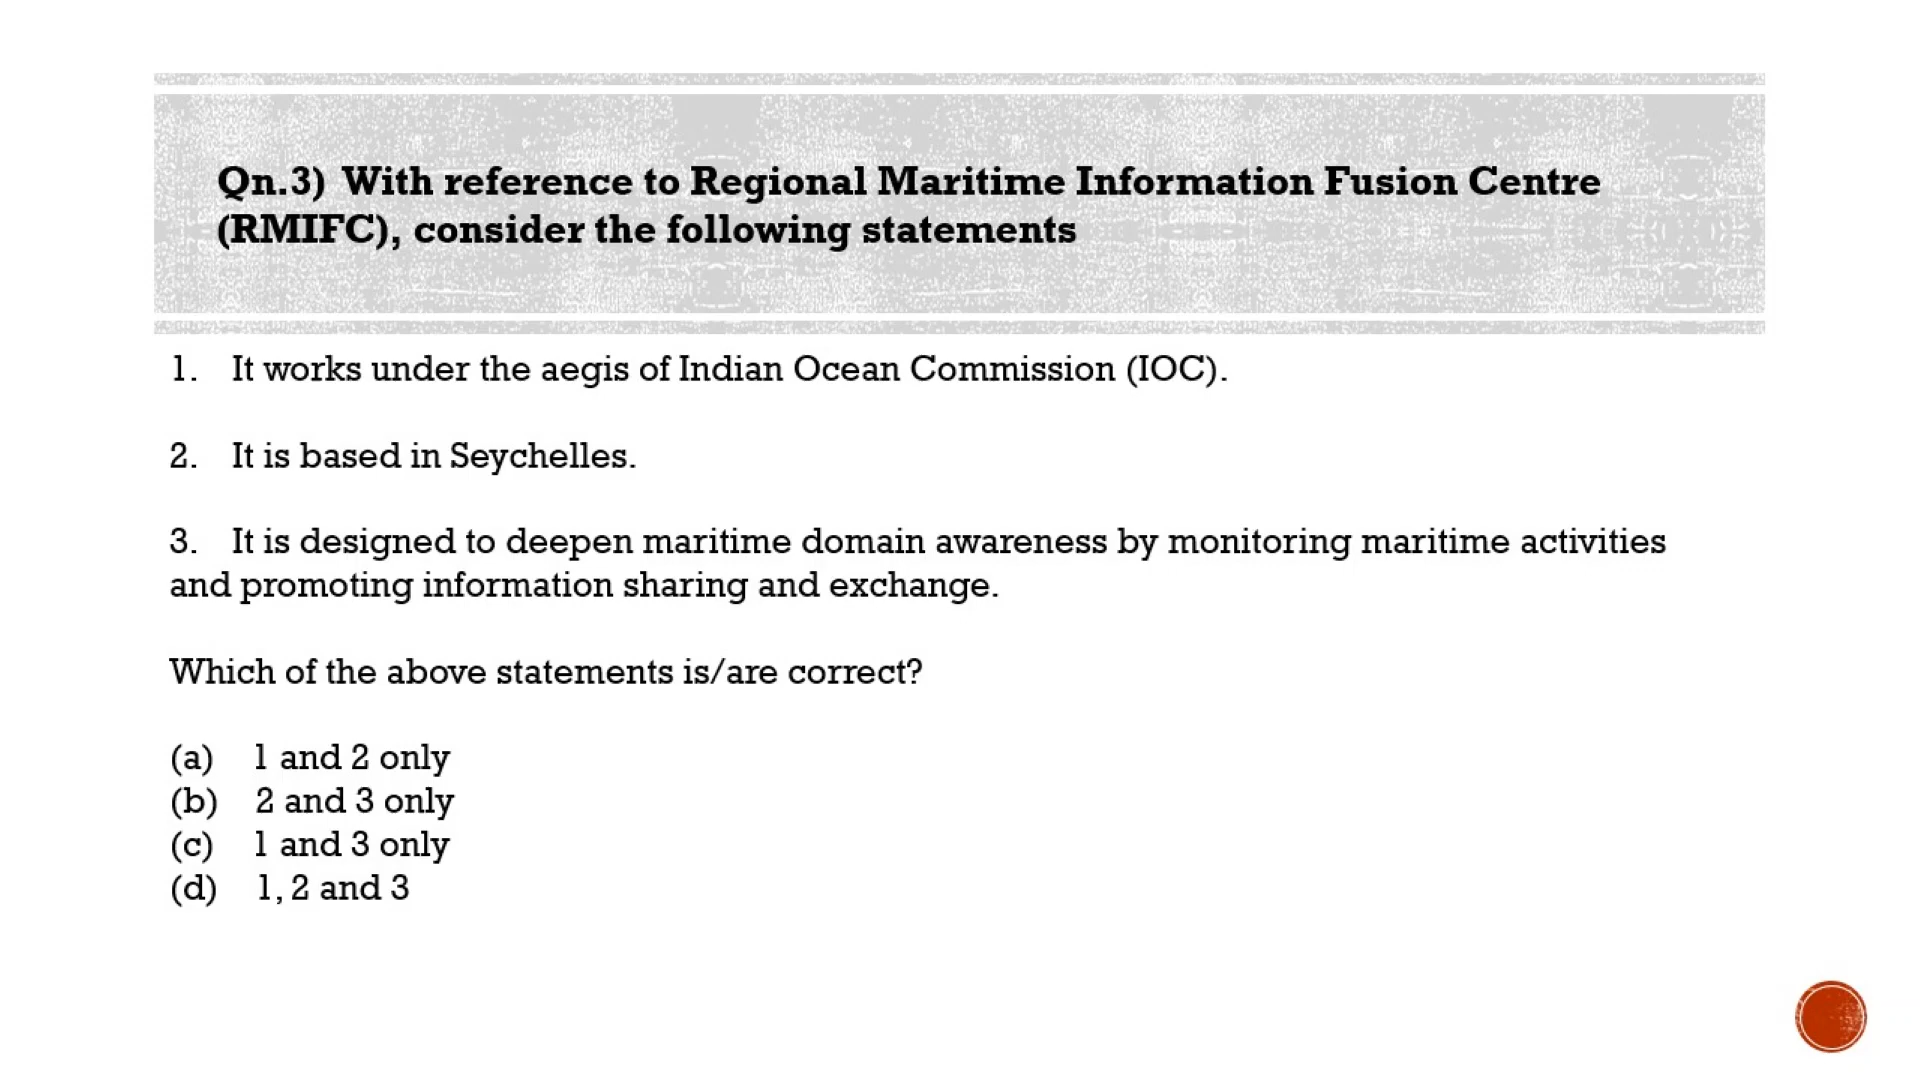 Qn.3) With reference to Regional Maritime Information Fusion Centre
(RMIFC), consider the following statements
1. It works under the aegis of Indian Ocean Commission (IOC).
2. It is based in Seychelles.
3. It is designed to deepen maritime domain awareness by monitoring maritime activities
and promoting information sharing and exchange.
Which of the above statements is/are correct?
(a) 1 and 2 only
(b) 2 and 3 only
(c) 1 and 3 only
(d) 1, 2 and 3